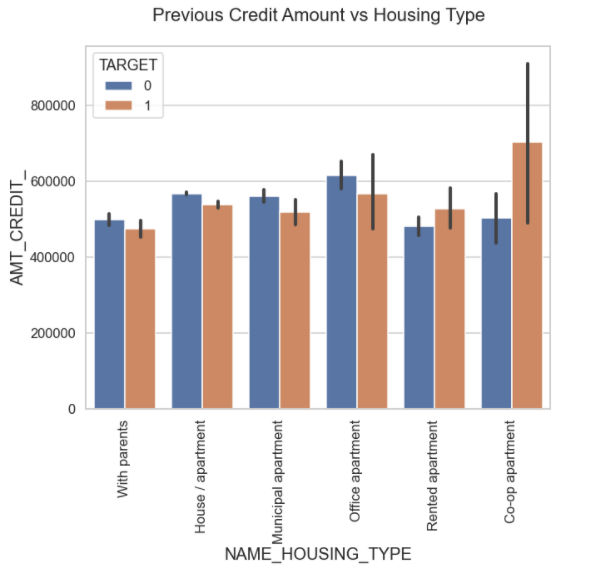 Previous Credit Amount vs Housing Type
TARGET
0
1
AMT_CREDIT_
800000
600000
400000
200000
0
With parents
House / apartment
Municipal apartment
Office apartment
Rented apartment
Co-op apartment
NAME_HOUSING_TYPE